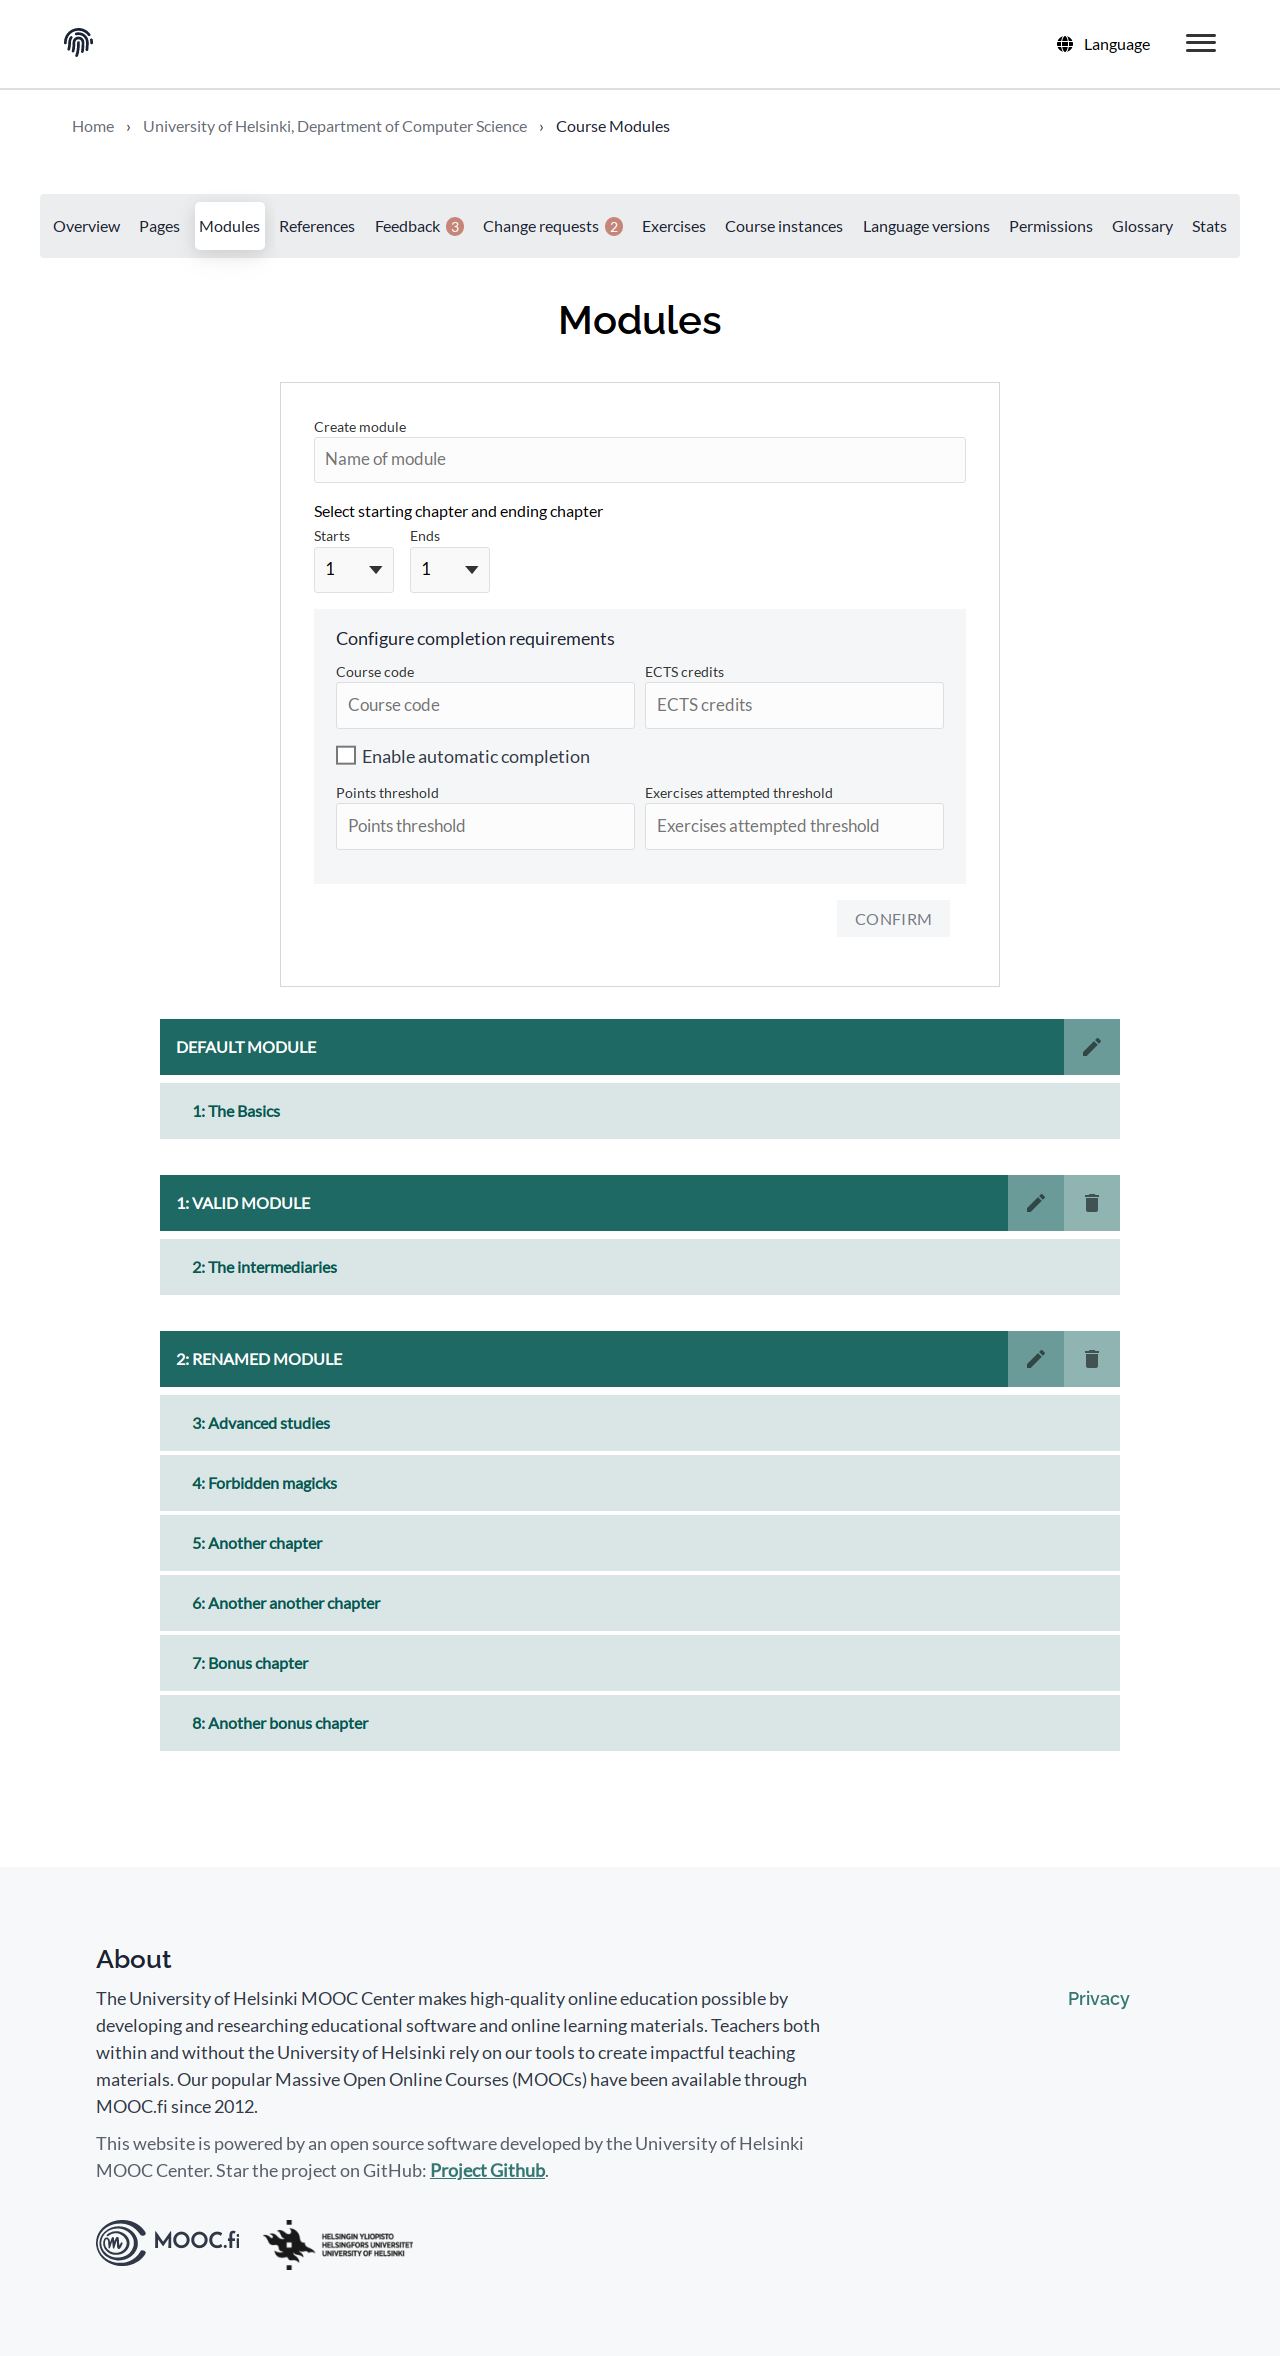 Language
Home › University of Helsinki, Department of Computer Science › Course Modules
Overview Pages Modules References Feedback 3 Change requests 2 Exercises Course instances Language versions Permissions Glossary Stats
Modules
Create module
Name of module
Select starting chapter and ending chapter
Starts Ends
1 1
Configure completion requirements
Course code ECTS credits
Course code ECTS credits
Enable automatic completion
Points threshold Exercises attempted threshold
Points threshold Exercises attempted threshold
CONFIRM
DEFAULT MODULE
1: The Basics
1: VALID MODULE
2: The intermediaries
2: RENAMED MODULE
3: Advanced studies
4: Forbidden magicks
5: Another chapter
6: Another another chapter
7: Bonus chapter
8: Another bonus chapter
About
The University of Helsinki MOOC Center makes high-quality online education possible by
developing and researching educational software and online learning materials. Teachers both
within and without the University of Helsinki rely on our tools to create impactful teaching
materials. Our popular Massive Open Online Courses (MOOCs) have been available through
MOOC.fi since 2012.
Privacy
This website is powered by an open source software developed by the University of Helsinki
MOOC Center. Star the project on GitHub: Project Github.
MOOC.fi
HELSINGIN YLIOPISTO
HELSINGFORS UNIVERSITET
UNIVERSITY OF HELSINKI